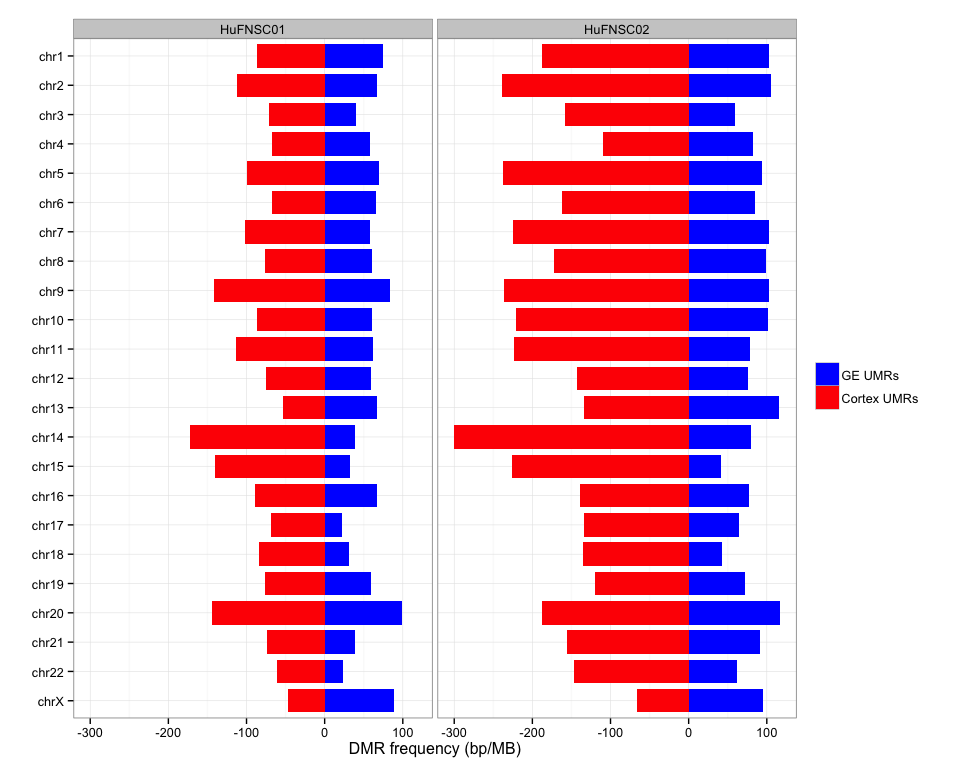 HuFNSC01 HuFNSC02
chr1
chr2
chr3
chr4
chr5
chr6
chr7
chr8
chr9
chr10
chr11
chr12
chr13
chr14
chr15
chr16
chr17
chr18
chr19
chr20
chr21
chr22
chrX
-300 -200 -100 0 100 -300 -200 -100 0 100
DMR frequency (bp/MB)
GE UMRs
Cortex UMRs